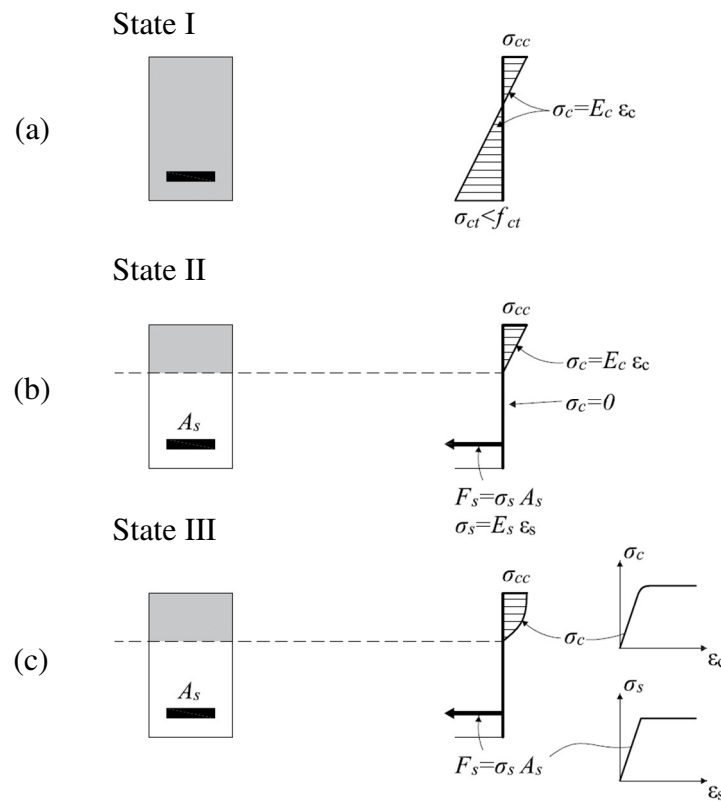 State I
(a)
σcc
σc=Ec εc
σct<fct
State II
(b)
As
σcc
σc=Ec εc
σc=0
Fs=σs As
σs=Es εs
State III
(c)
As
σcc
σc
σc
εc
Fs=σs As
σs
εs